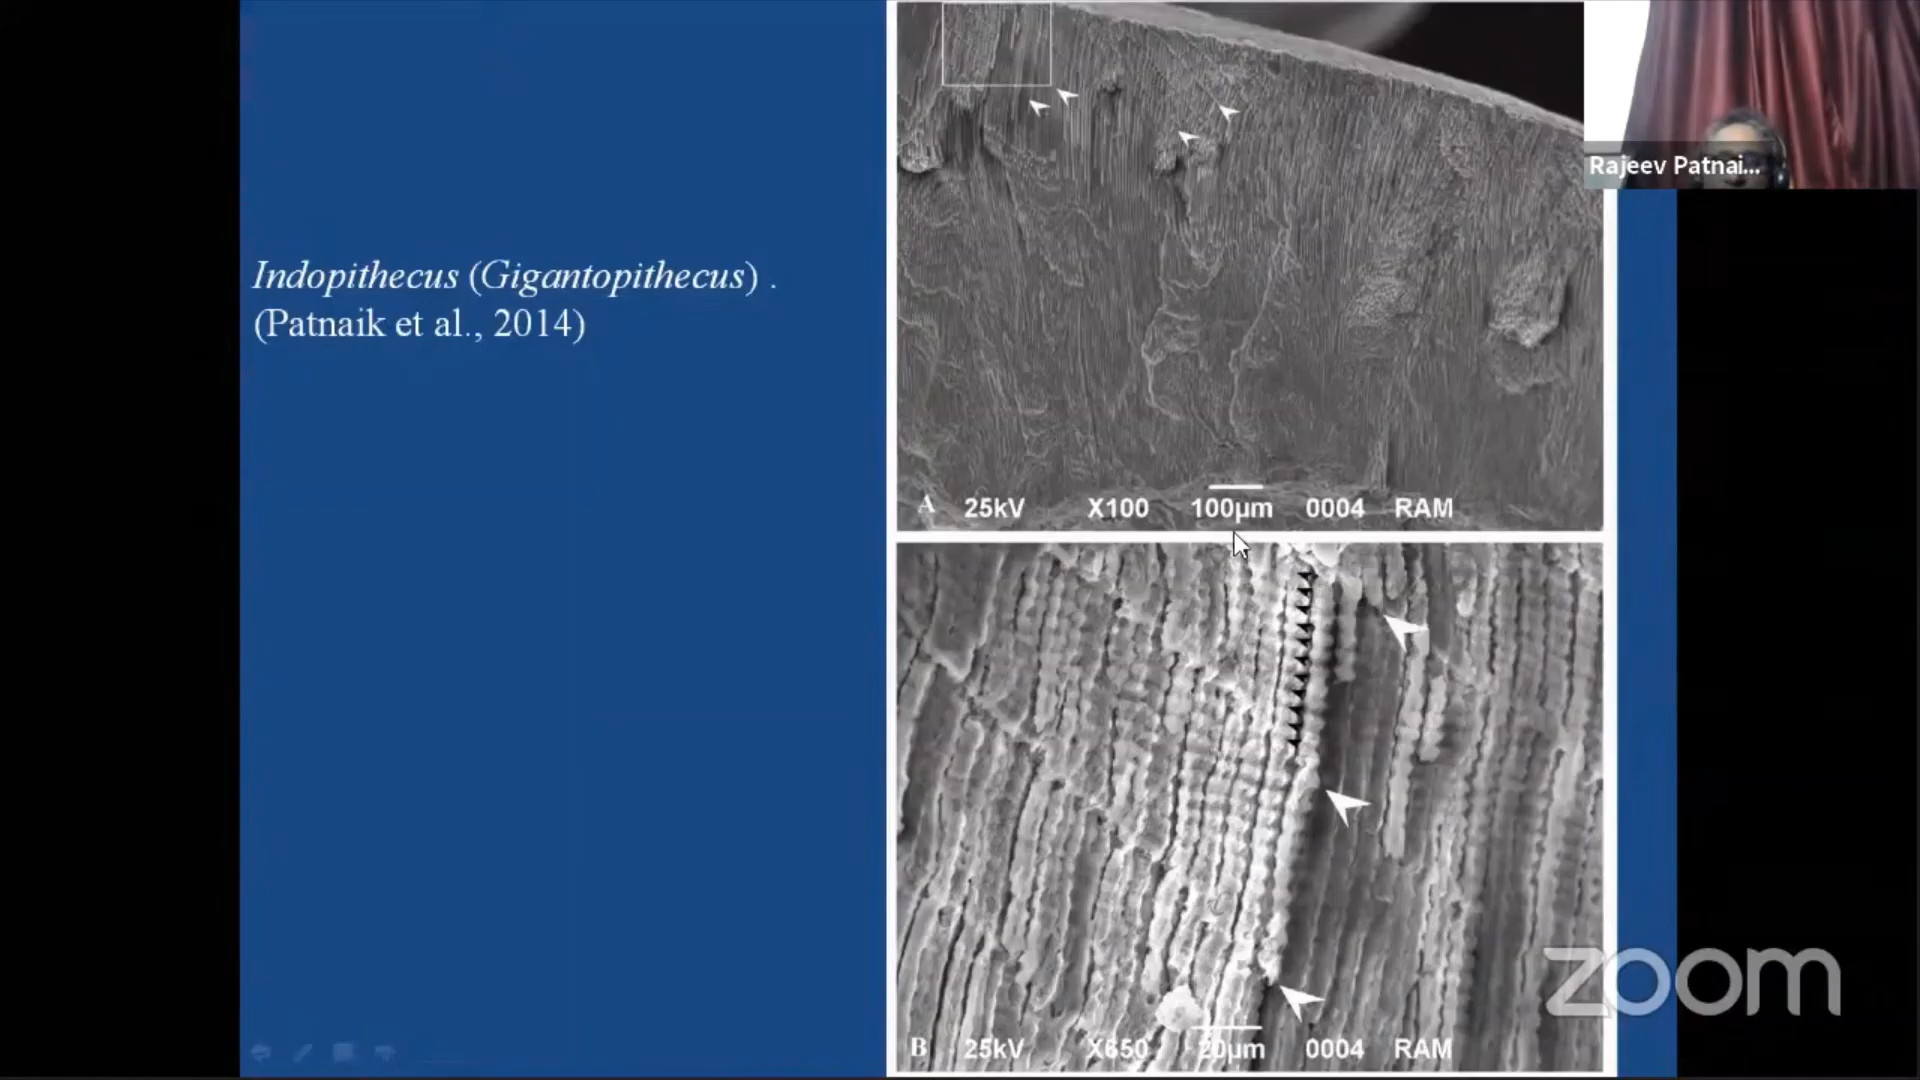 Indopithecus (Gigantopithecus) .
(Patnaik et al., 2014)
A 25kV X100 100µm 0004 RAM
Rajeev Patnai...
B 25kV X650 20µm 0004 RAM
zoom